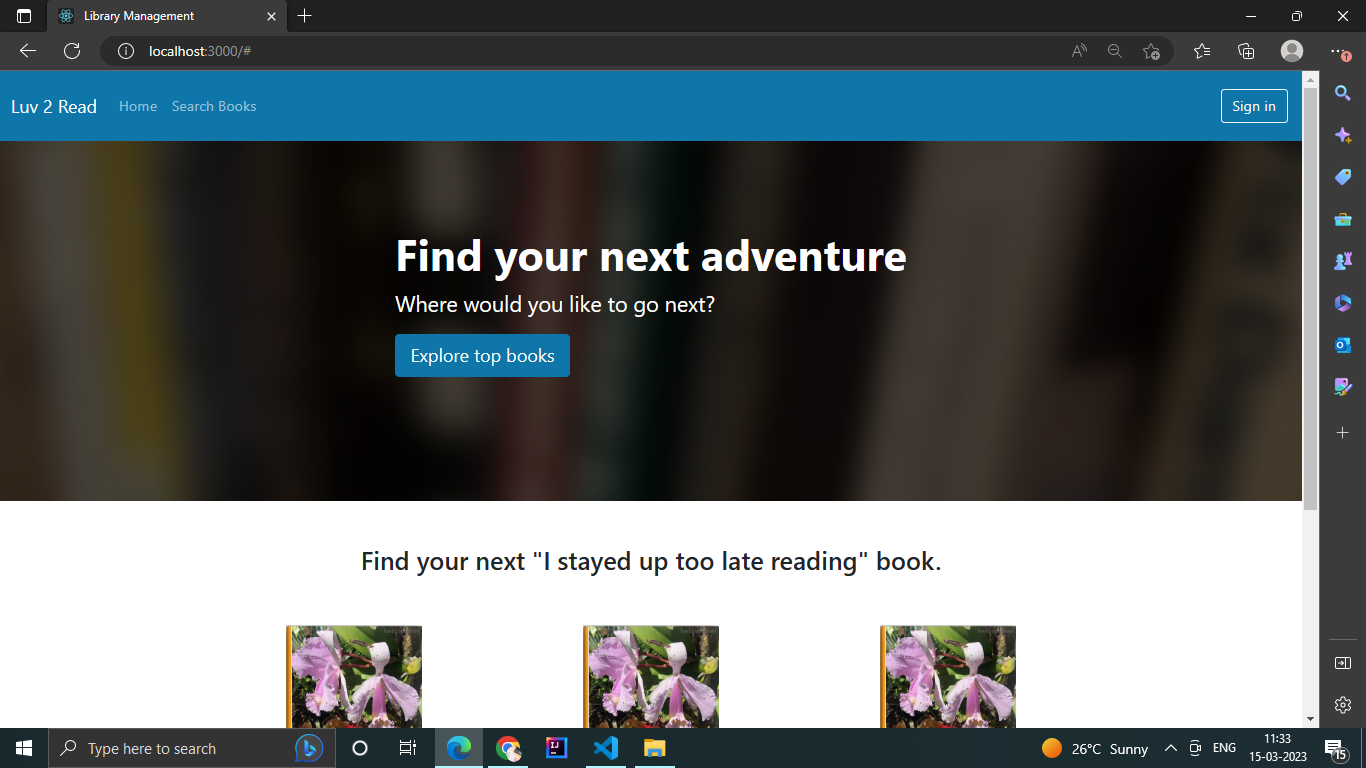 Library Management
localhost:3000/#
Luv 2 Read Home Search Books Sign in
Find your next adventure
Where would you like to go next?
Explore top books
Find your next "I stayed up too late reading" book.
Type here to search
26°C Sunny
ENG
11:33
15-03-2023
15